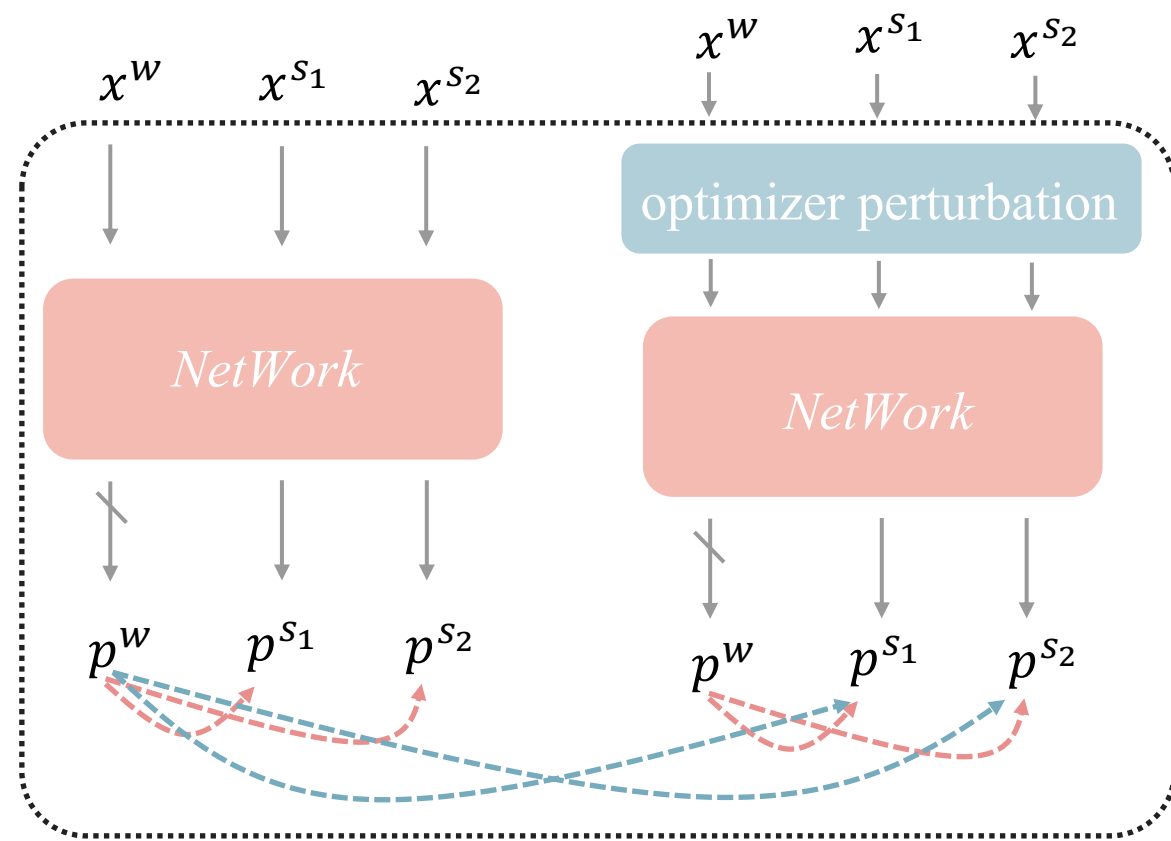 x^w x^{s_1} x^{s_2}
NetWork
p^w p^{s_1} p^{s_2}
x^w x^{s_1} x^{s_2}
optimizer perturbation
NetWork
p^w p^{s_1} p^{s_2}